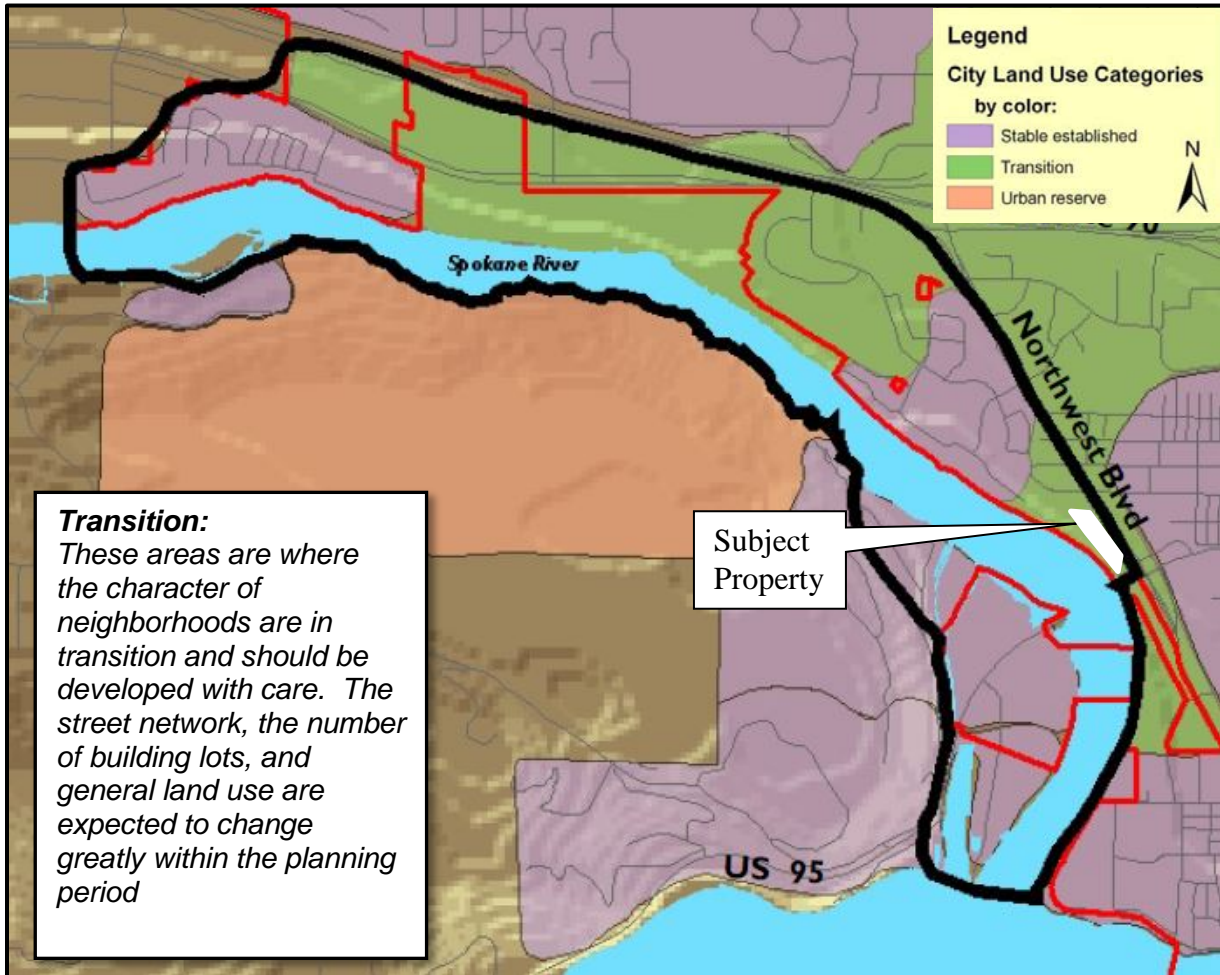 Legend
City Land Use Categories
by color:
Stable established
Transition
Urban reserve
N
90
Spokane River
Northwest Blvd
Subject
Property
Transition:
These areas are where
the character of
neighborhoods are in
transition and should be
developed with care. The
street network, the number
of building lots, and
general land use are
expected to change
greatly within the planning
period
US 95